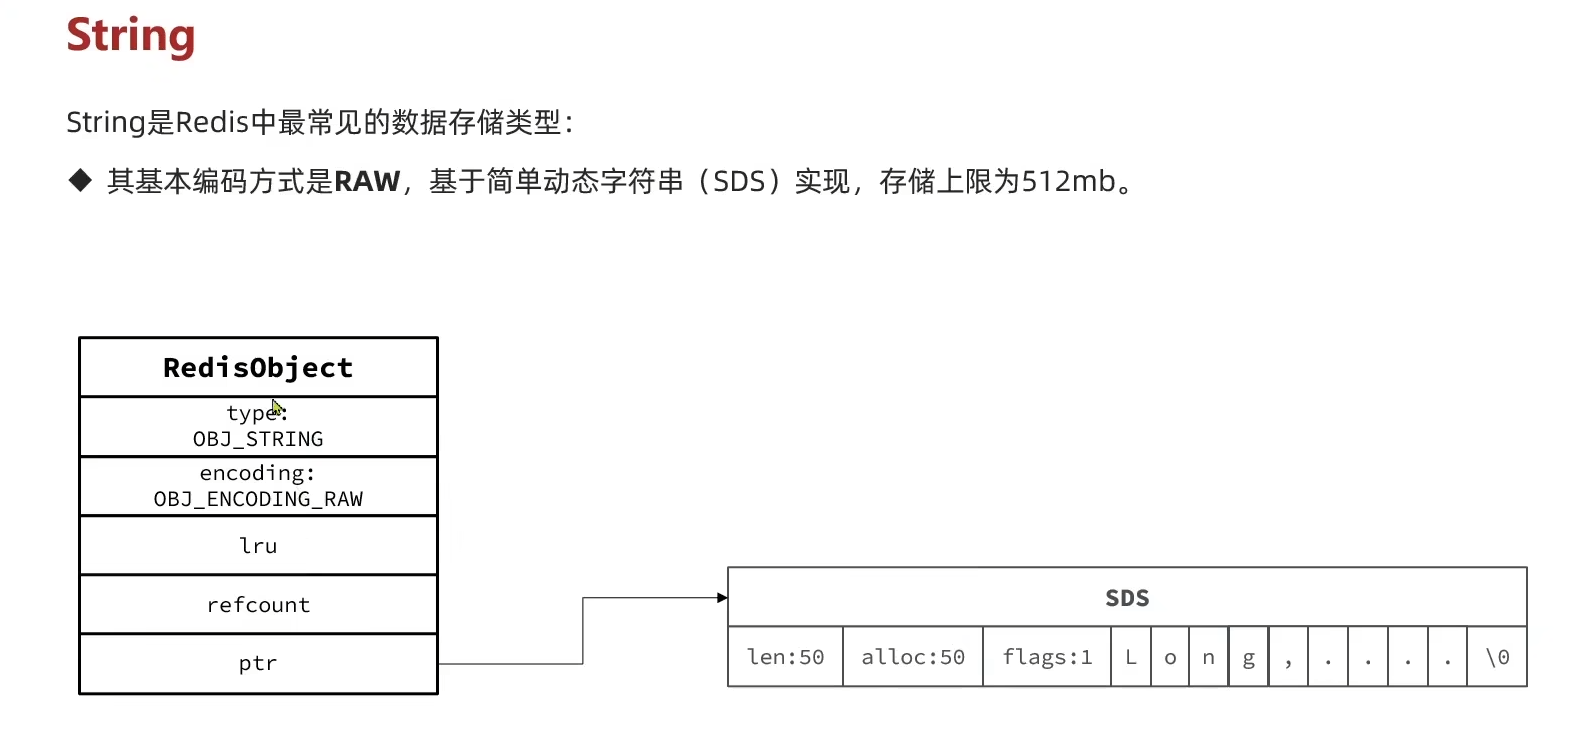 String
String是Redis中最常见的数据存储类型：
◆ 其基本编码方式是RAW，基于简单动态字符串（SDS）实现，存储上限为512mb。
RedisObject
type:
OBJ_STRING
encoding:
OBJ_ENCODING_RAW
lru
refcount
ptr
SDS
len:50 alloc:50 flags:1 L o n g , . . . . \0